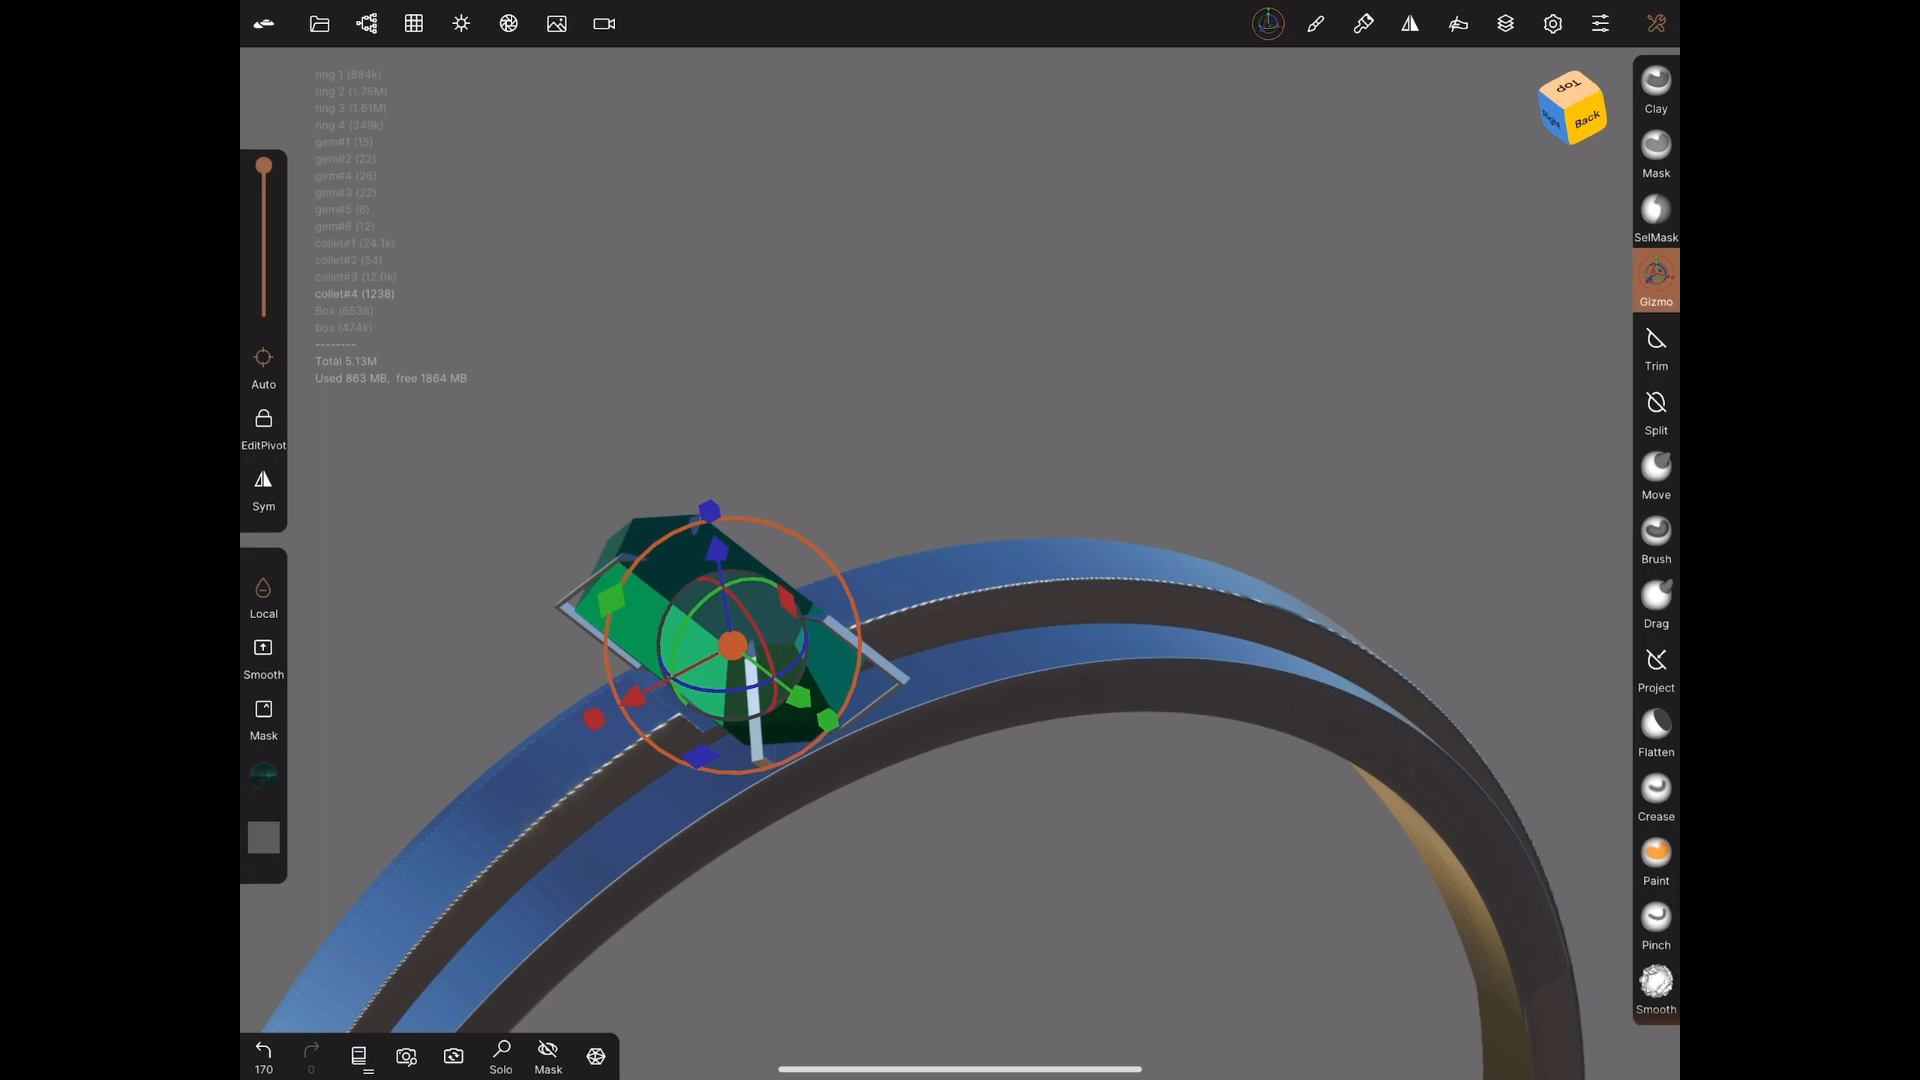 ring 1 (884k)
ring 2 (1.76M)
ring 3 (1.61M)
ring 4 (349k)
gem#1 (15)
gem#2 (22)
gem#4 (26)
gem#3 (22)
gem#5 (6)
gem#6 (12)
collet#1 (24.1k)
collet#2 (54)
collet#3 (12.0k)
collet#4 (1238)
Box (6536)
box (474k)
--------
Total 5.13M
Used 863 MB, free 1864 MB
Auto
EditPivot
Sym
Local
Smooth
Mask
Top
Right
Back
Clay
Mask
SelMask
Gizmo
Trim
Split
Move
Brush
Drag
Project
Flatten
Crease
Paint
Pinch
Smooth
170
0
Solo
Mask